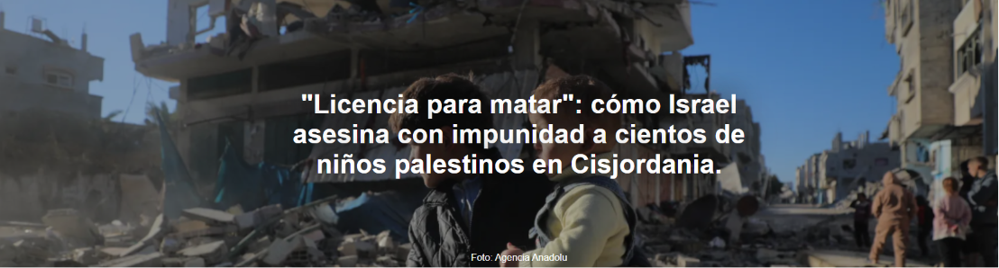 "Licencia para matar": cómo Israel
asesina con impunidad a cientos de
niños palestinos en Cisjordania.
Foto: Agencia Anadolu